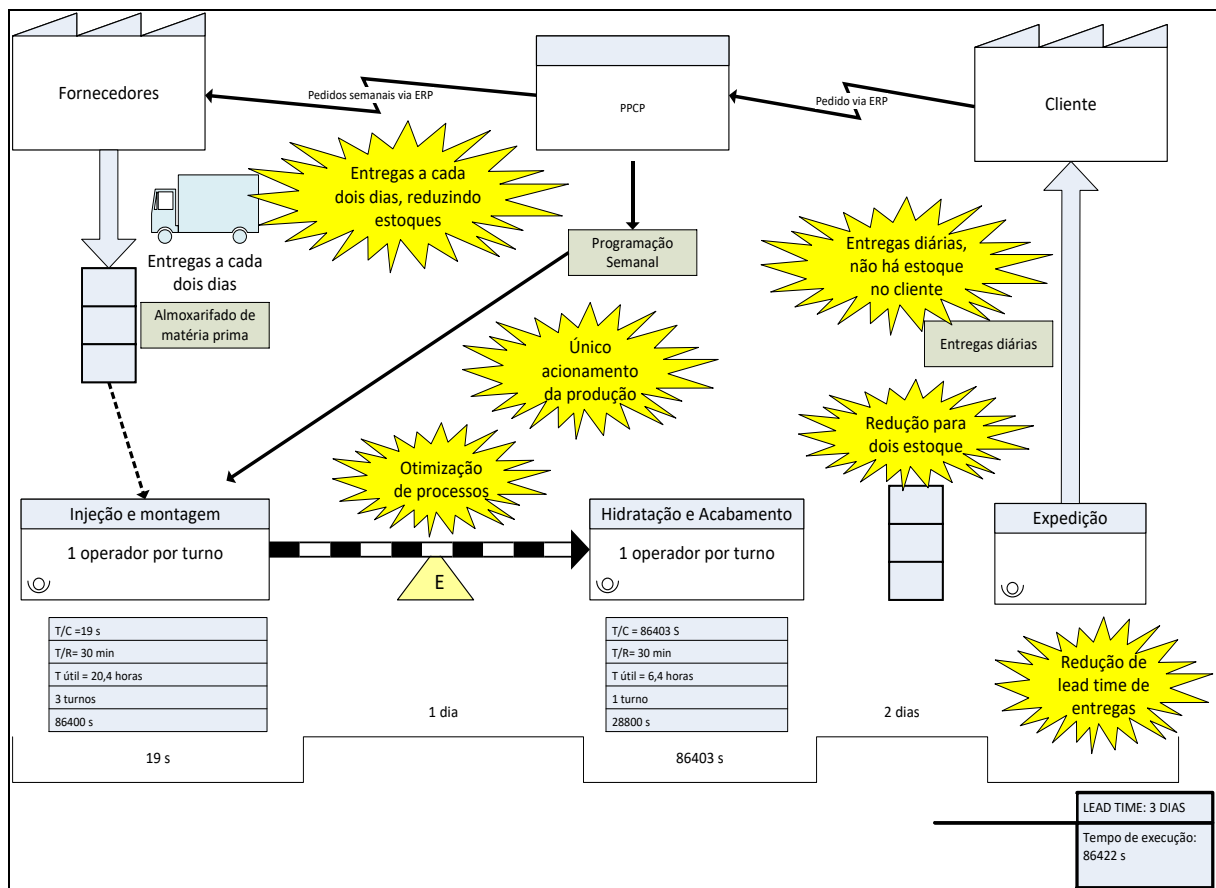 Fornecedores
Pedidos semanais via ERP
PPCP
Pedido via ERP
Cliente
Entregas a cada
dois dias, reduzindo
estoques
Entregas a cada
dois dias
Almoxarifado de
matéria prima
Programação
Semanal
Entregas diárias,
não há estoque
no cliente
Entregas diárias
Único
acionamento
da produção
Redução para
dois estoque
Otimização
de processos
Injeção e montagem
1 operador por turno
E
Hidratação e Acabamento
1 operador por turno
Expedição
T/C =19 s
T/R= 30 min
T útil = 20,4 horas
3 turnos
86400 s
1 dia
T/C = 86403 S
T/R= 30 min
T útil = 6,4 horas
1 turno
28800 s
2 dias
Redução de
lead time de
entregas
19 s
86403 s
LEAD TIME: 3 DIAS
Tempo de execução:
86422 s